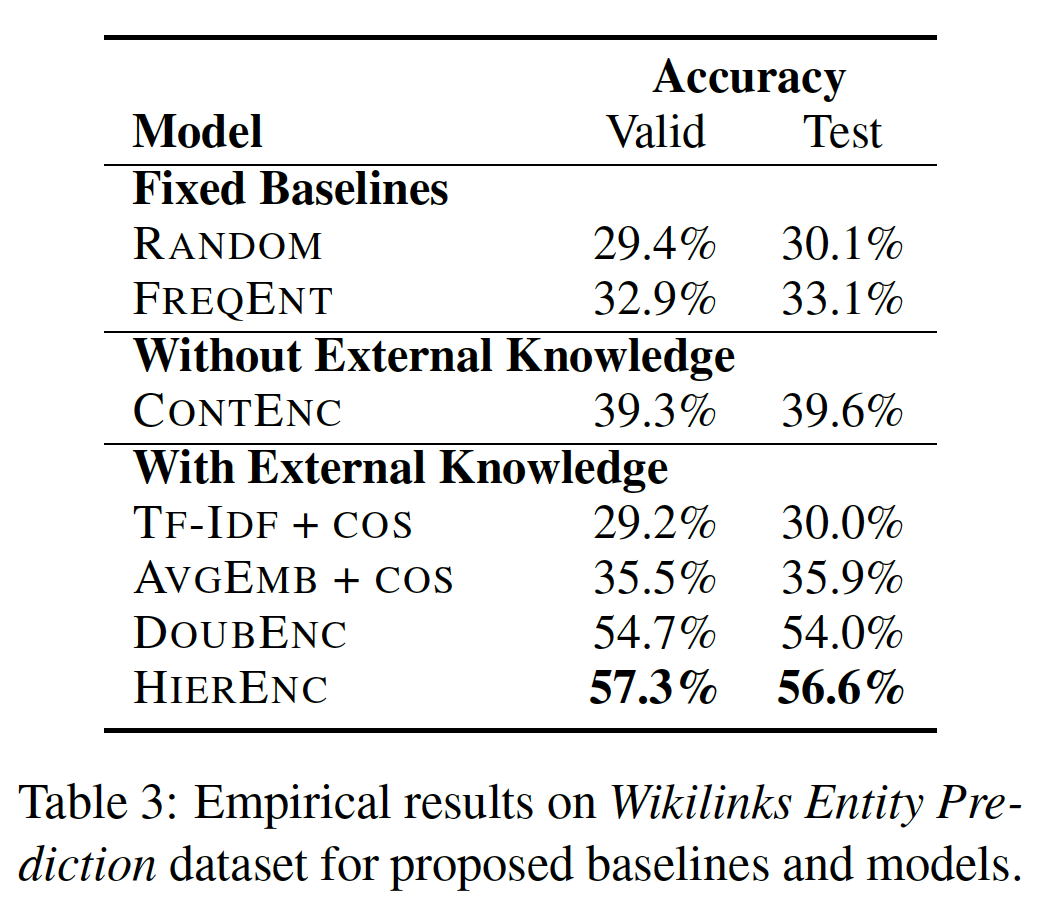 Accuracy
Model Valid Test
Fixed Baselines
RANDOM 29.4% 30.1%
FREQENT 32.9% 33.1%
Without External Knowledge
CONTENC 39.3% 39.6%
With External Knowledge
TF-IDF + COS 29.2% 30.0%
AVGEMB + COS 35.5% 35.9%
DOUBENC 54.7% 54.0%
HIERENC 57.3% 56.6%
Table 3: Empirical results on Wikilinks Entity Pre-
diction dataset for proposed baselines and models.